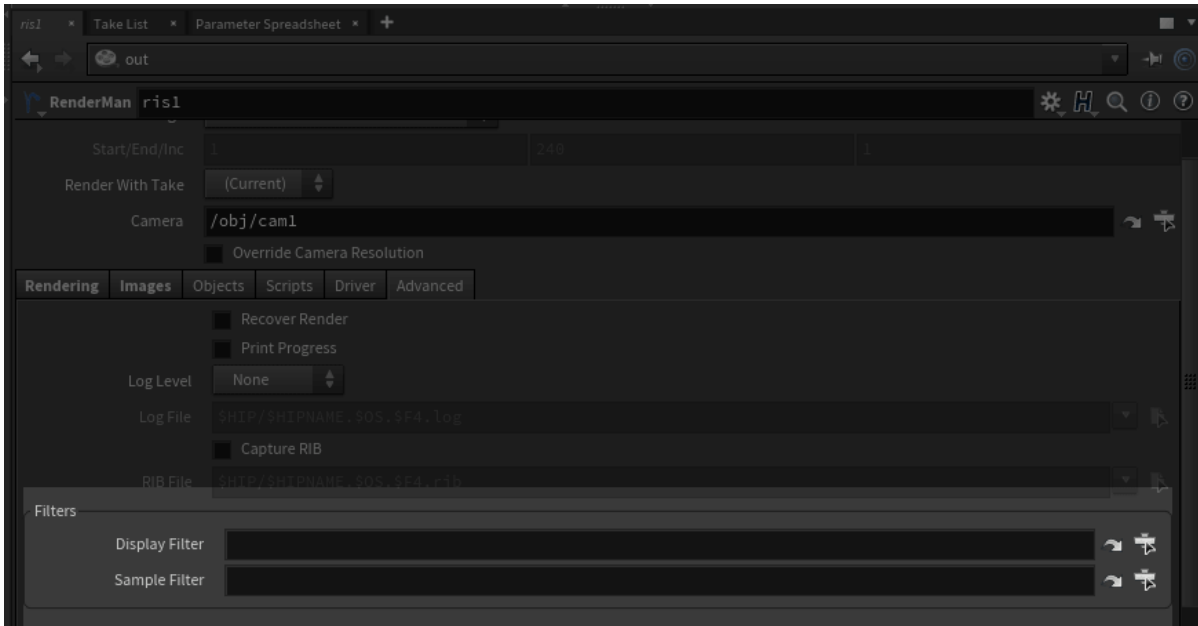 ris1 × Take List × Parameter Spreadsheet × +
out
RenderMan ris1
Start/End/Inc 1 240 1
Render With Take (Current)
Camera /obj/cam1
Override Camera Resolution
Rendering Images Objects Scripts Driver Advanced
Recover Render
Print Progress
Log Level None
Log File $HIP/$HIPNAME.$OS.$F4.log
Capture RIB
RIB File $HIP/$HIPNAME.$OS.$F4.rib
Filters
Display Filter
Sample Filter